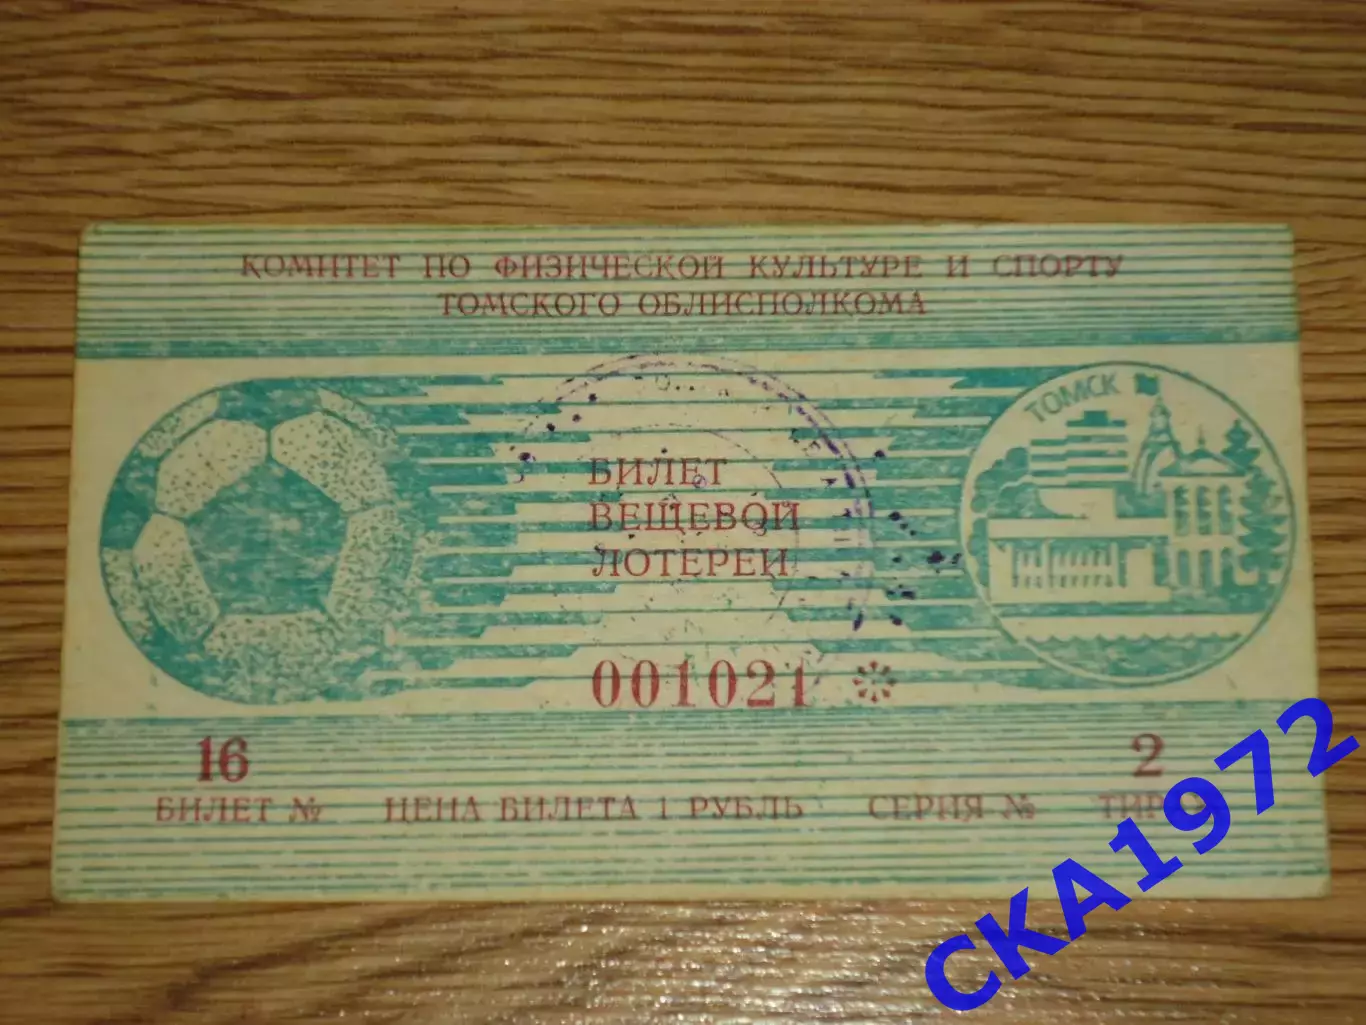 КОМИТЕТ ПО ФИЗИЧЕСКОЙ КУЛЬТУРЕ И СПОРТУ
ТОМСКОГО ОБЛИСПОЛКОМА
ТОМСК
БИЛЕТ
ВЕЩЕВОЙ
ЛОТЕРЕИ
001021
16
2
БИЛЕТ № ЦЕНА БИЛЕТА 1 РУБЛЬ СЕРИЯ №
СКА1972